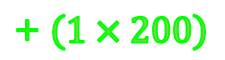 + (1 × 200)